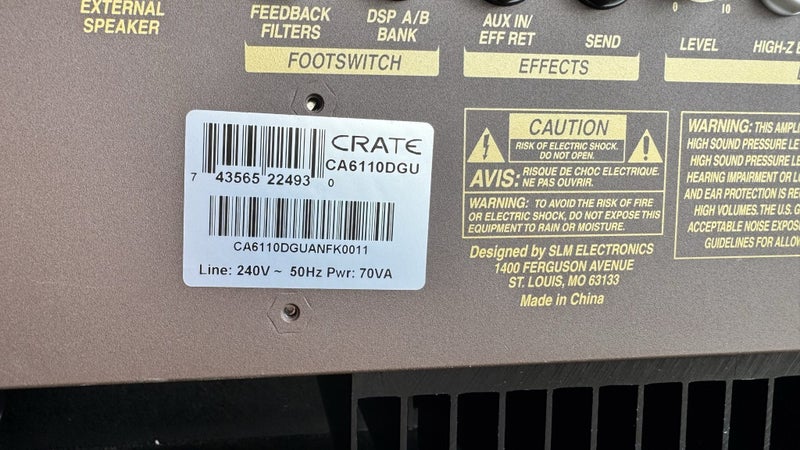 EXTERNAL
SPEAKER
FEEDBACK
FILTERS
DSP A/B
BANK
FOOTSWITCH
AUX IN/
EFF RET
SEND
EFFECTS
0
10
LEVEL
HIGH-Z
CRATE
CA6110DGU
7 43565 22493 0
CA6110DGUANFK0011
Line: 240V ~ 50Hz Pwr: 70VA
CAUTION
RISK OF ELECTRIC SHOCK.
DO NOT OPEN.
AVIS: RISQUE DE CHOC ELECTRIQUE.
NE PAS OUVRIR.
WARNING: TO AVOID THE RISK OF FIRE
OR ELECTRIC SHOCK, DO NOT EXPOSE THIS
EQUIPMENT TO RAIN OR MOISTURE.
Designed by SLM ELECTRONICS
1400 FERGUSON AVENUE
ST. LOUIS, MO 63133
Made in China
WARNING: THIS AMPLI
HIGH SOUND PRESSURE LE
HIGH SOUND PRESSURE
HEARING IMPAIRMENT OR
AND EAR PROTECTION IS
HIGH VOLUMES. THE U.S.
ACCEPTABLE NOISE
GUIDELINES FOR